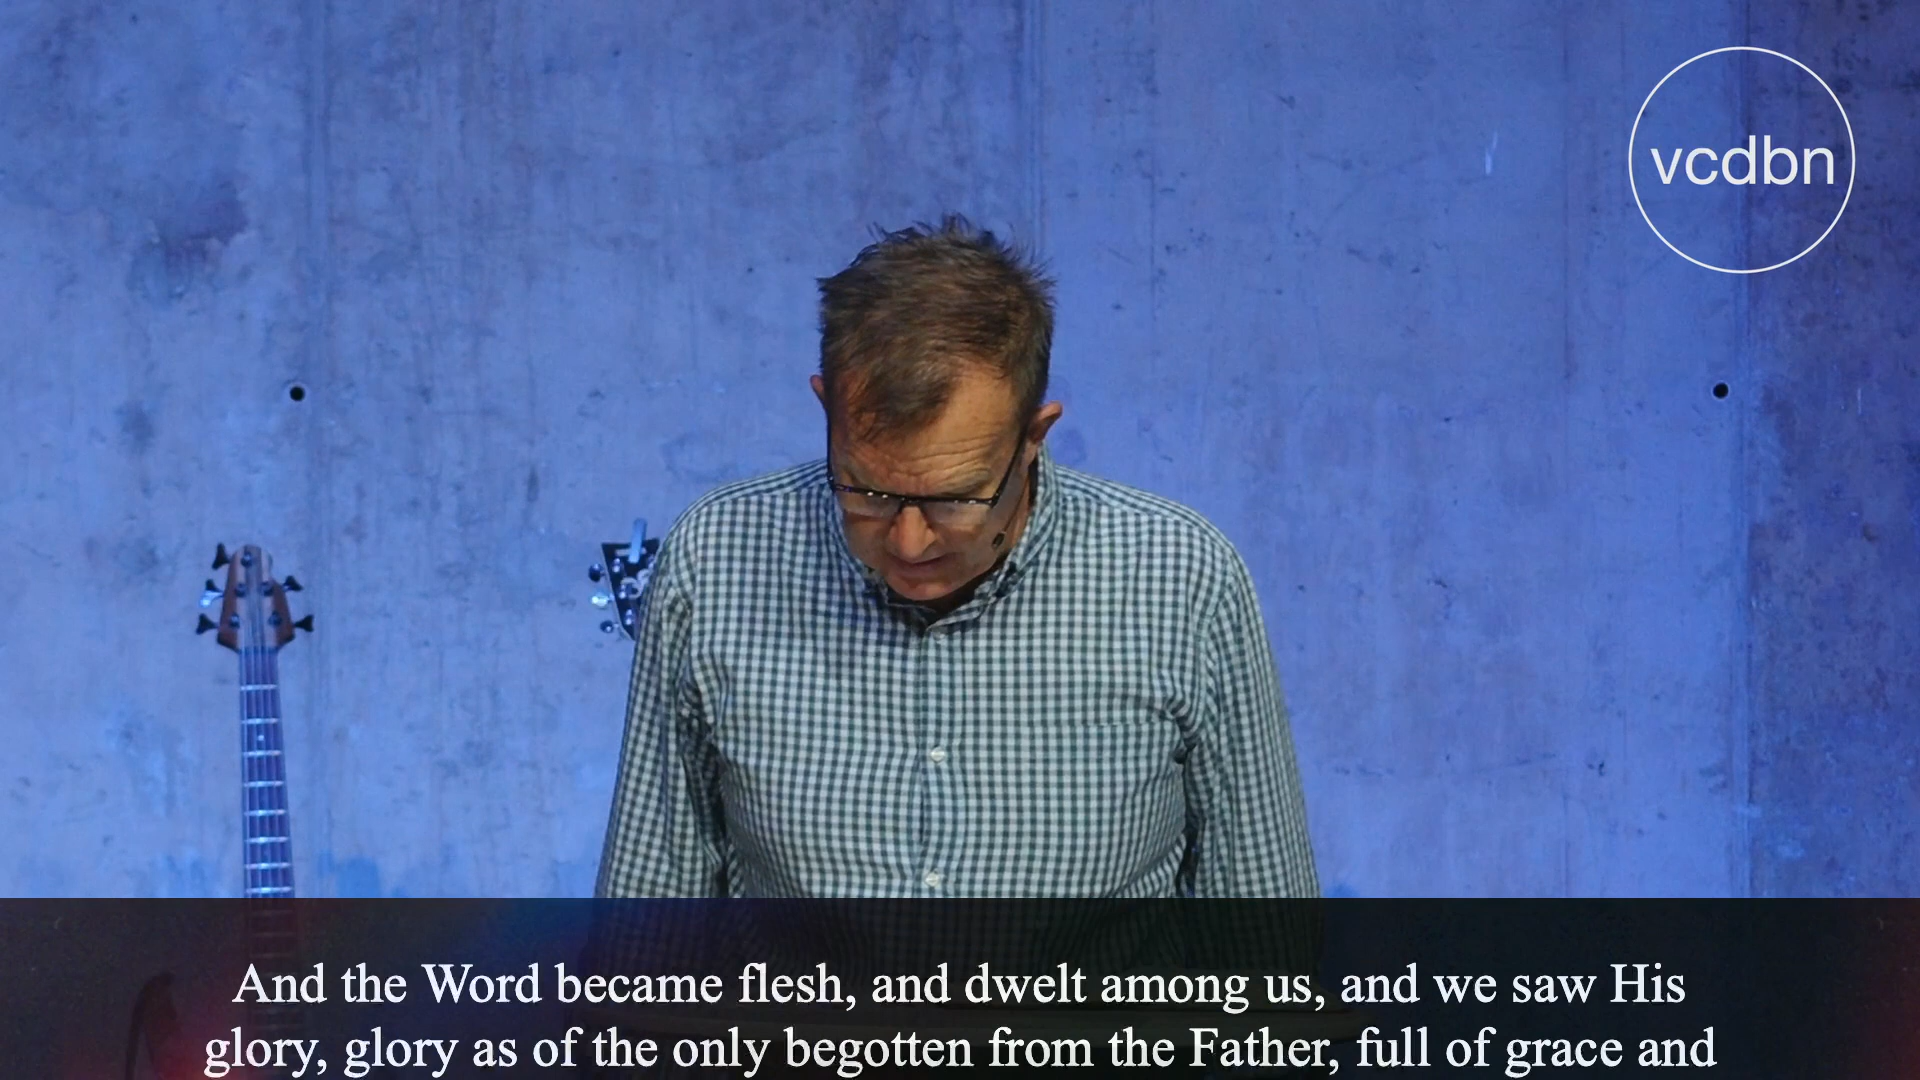 vcdbn
And the Word became flesh, and dwelt among us, and we saw His
glory, glory as of the only begotten from the Father, full of grace and